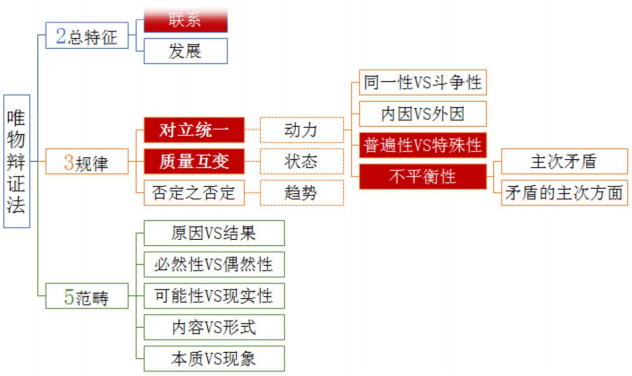 唯物辩证法
2总特征
联系
发展
3规律
对立统一
动力
同一性VS斗争性
内因VS外因
普遍性VS特殊性
不平衡性
主次矛盾
矛盾的主次方面
质量互变
状态
否定之否定
趋势
5范畴
原因VS结果
必然性VS偶然性
可能性VS现实性
内容VS形式
本质VS现象